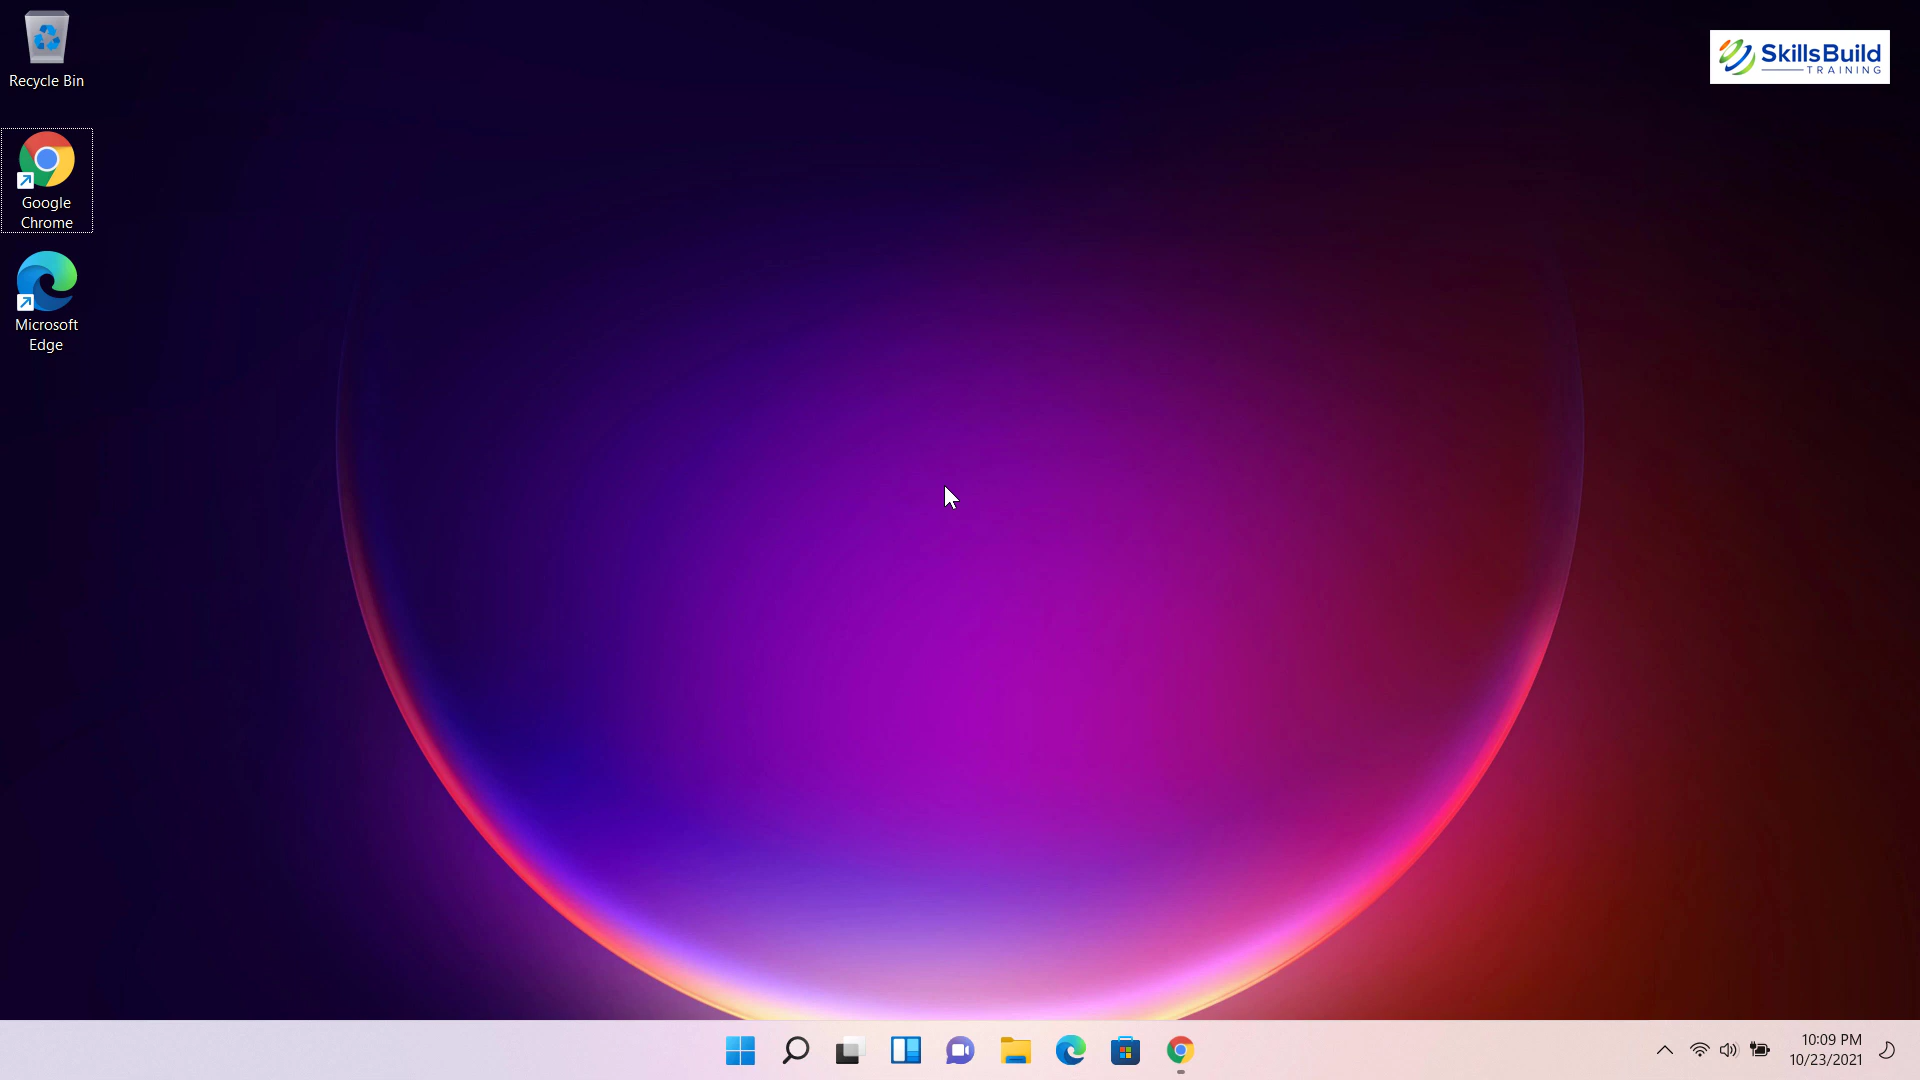 Recycle Bin
SkillsBuild
TRAINING
Google
Chrome
Microsoft
Edge
10:09 PM
10/23/2021